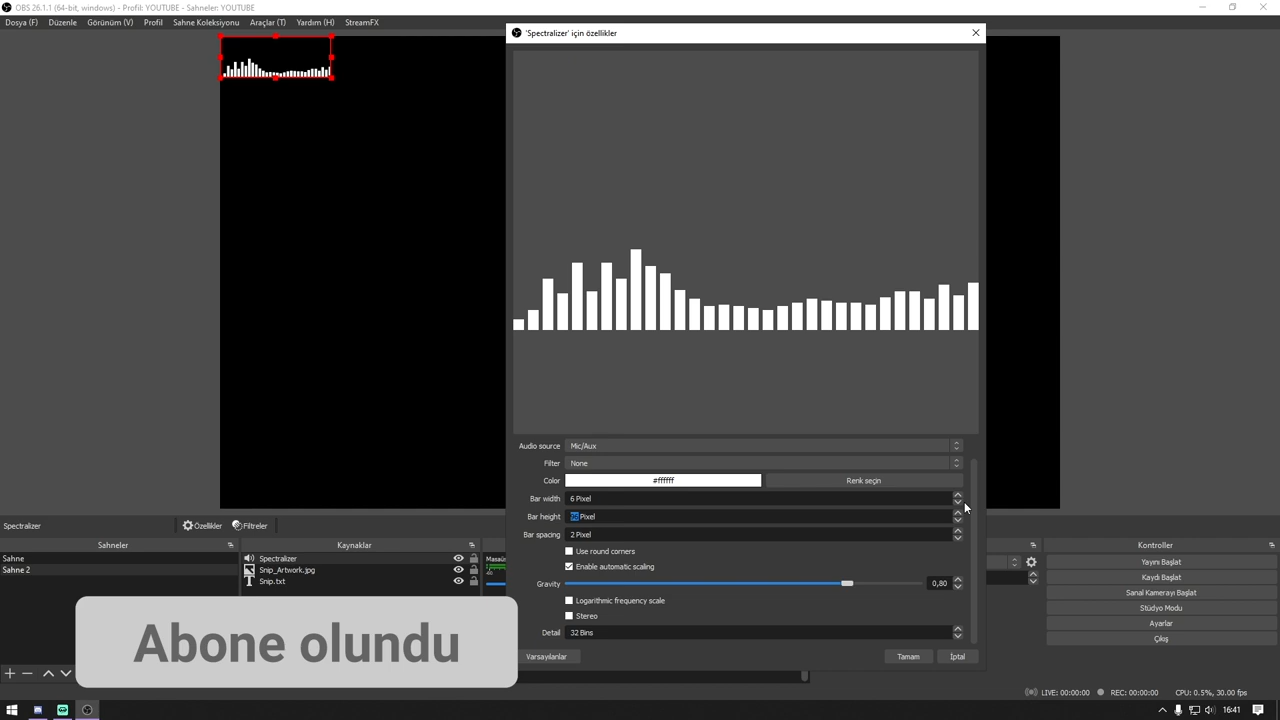 OBS 26.1.1 (64-bit, windows) - Profil: YOUTUBE - Sahneler: YOUTUBE
Dosya (F) Düzenle Görünüm (V) Profil Sahne Koleksiyonu Araçlar (T) Yardım (H) StreamFX
'Spectralizer' için özellikler
Audio source Mic/Aux
Filter None
Color #ffffff Renk seçin
Bar width 6 Pixel
Bar height 96 Pixel
Bar spacing 2 Pixel
Use round corners
Enable automatic scaling
Gravity 0,80
Logarithmic frequency scale
Stereo
Detail 32 Bins
Varsayılanlar Tamam İptal
Spectralizer Özellikler Filtreler
Sahneler
Sahne
Sahne 2
Kaynaklar
Spectralizer
Snip_Artwork.jpg
Snip.txt
Kontroller
Yayını Başlat
Kaydı Başlat
Sanal Kamerayı Başlat
Stüdyo Modu
Ayarlar
Çıkış
Abone olundu
LIVE: 00:00:00 REC: 00:00:00 CPU: 0.5%, 30.00 fps
16:41